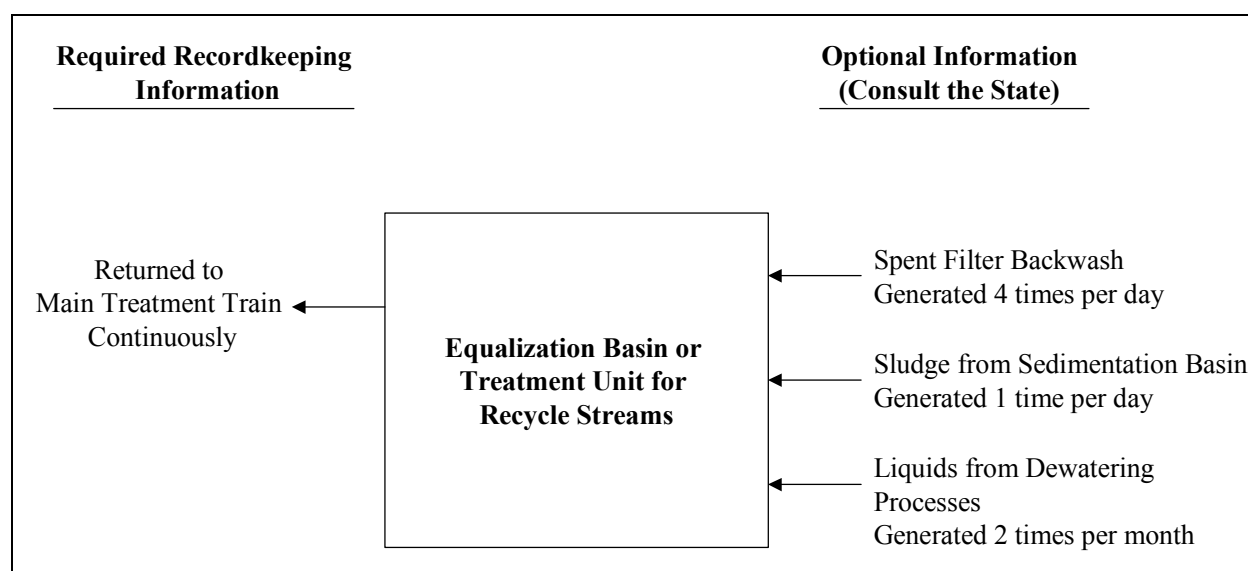 Required Recordkeeping
Information
Optional Information
(Consult the State)
Returned to
Main Treatment Train
Continuously
Equalization Basin or
Treatment Unit for
Recycle Streams
Spent Filter Backwash
Generated 4 times per day
Sludge from Sedimentation Basin
Generated 1 time per day
Liquids from Dewatering
Processes
Generated 2 times per month